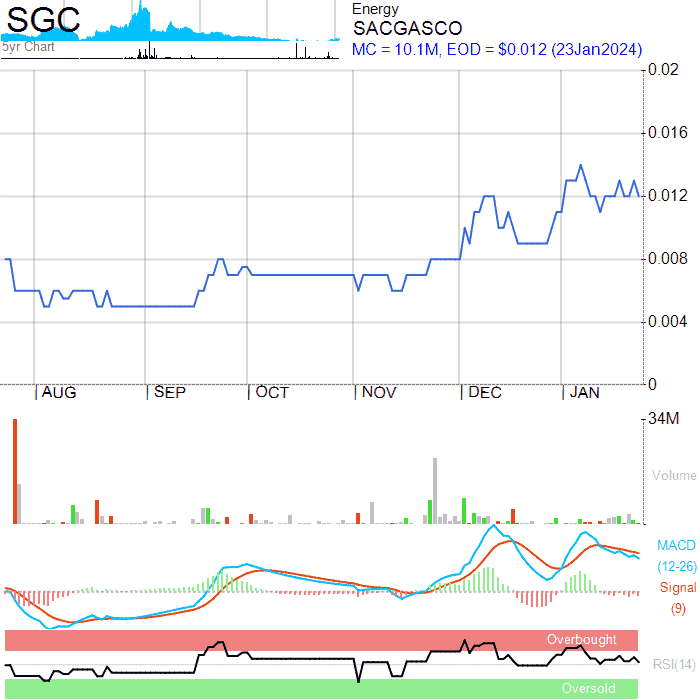 SGC
5yr Chart
Energy
SACGASCO
MC = 10.1M, EOD = $0.012 (23Jan2024)
0.02
0.016
0.012
0.008
0.004
0
AUG SEP OCT NOV DEC JAN
34M
Volume
MACD
(12-26)
Signal
(9)
Overbought
RSI(14)
Oversold